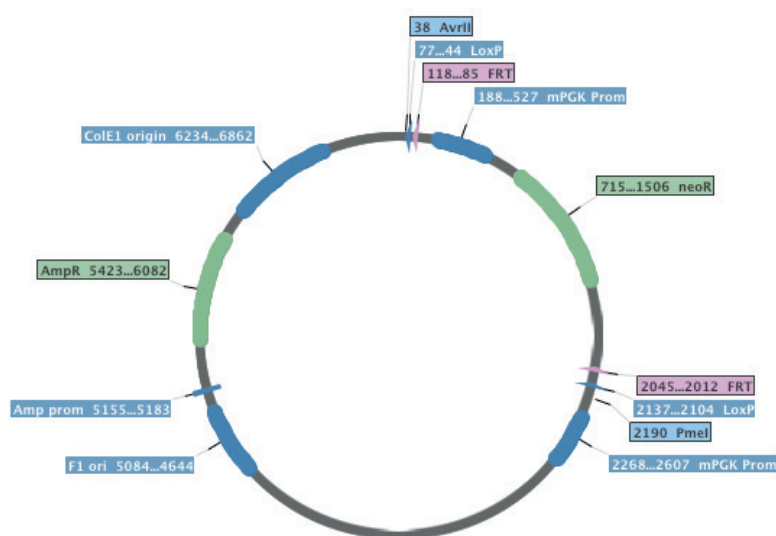 38 AvrII
77...44 LoxP
118...85 FRT
188...527 mPGK Prom
ColE1 origin 6234...6862
715...1506 neoR
AmpR 5423...6082
2045...2012 FRT
Amp prom 5155...5183
2137...2104 LoxP
2190 PmeI
F1 ori 5084...4644
2268...2607 mPGK Prom